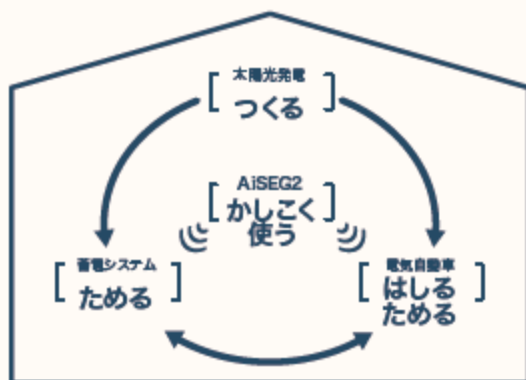 太陽光発電
つくる
AiSEG2
かしこく
使う
蓄電システム
ためる
電気自動車
はしる
ためる